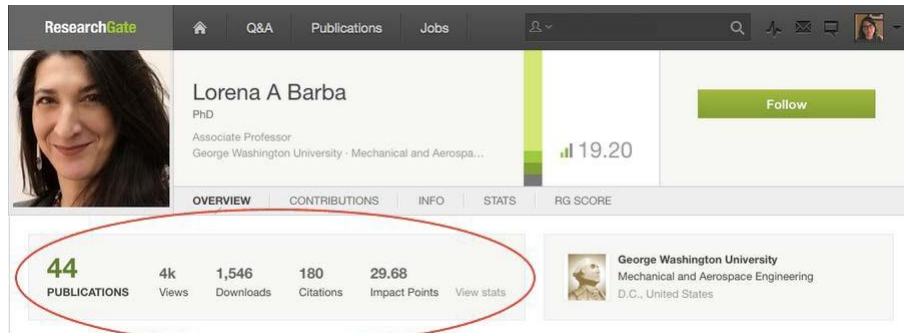 ResearchGate Q&A Publications Jobs
Lorena A Barba
PhD
Associate Professor
George Washington University · Mechanical and Aerospa...
19.20
Follow
OVERVIEW CONTRIBUTIONS INFO STATS RG SCORE
44
PUBLICATIONS
4k
Views
1,546
Downloads
180
Citations
29.68
Impact Points
View stats
George Washington University
Mechanical and Aerospace Engineering
D.C., United States